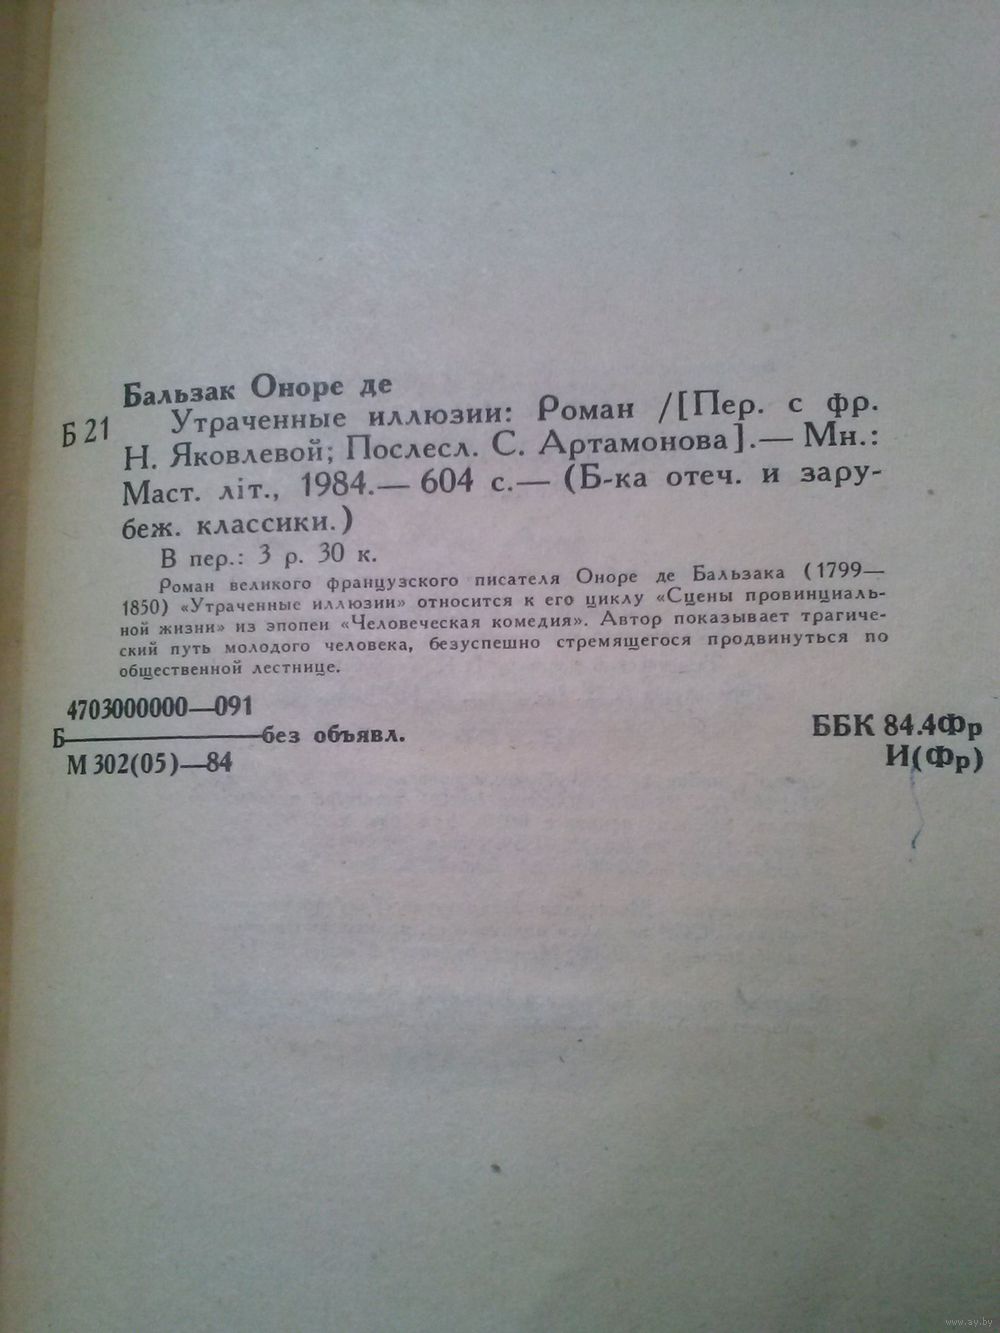 Бальзак Оноре де
Б 21
Утраченные иллюзии: Роман /[Пер. с фр.
Н. Яковлевой; Послесл. С. Артамонова].— Мн.:
Маст. літ., 1984.— 604 с.— (Б-ка отеч. и зару-
беж. классики.)
В пер.: 3 р. 30 к.
Роман великого французского писателя Оноре де Бальзака (1799—
1850) «Утраченные иллюзии» относится к его циклу «Сцены провинциаль-
ной жизни» из эпопеи «Человеческая комедия». Автор показывает трагиче-
ский путь молодого человека, безуспешно стремящегося продвинуться по
общественной лестнице.
4703000000—091
Б—без объявл.
М 302(05)—84
ББК 84.4Фр
И(Фр)
www.ay.by